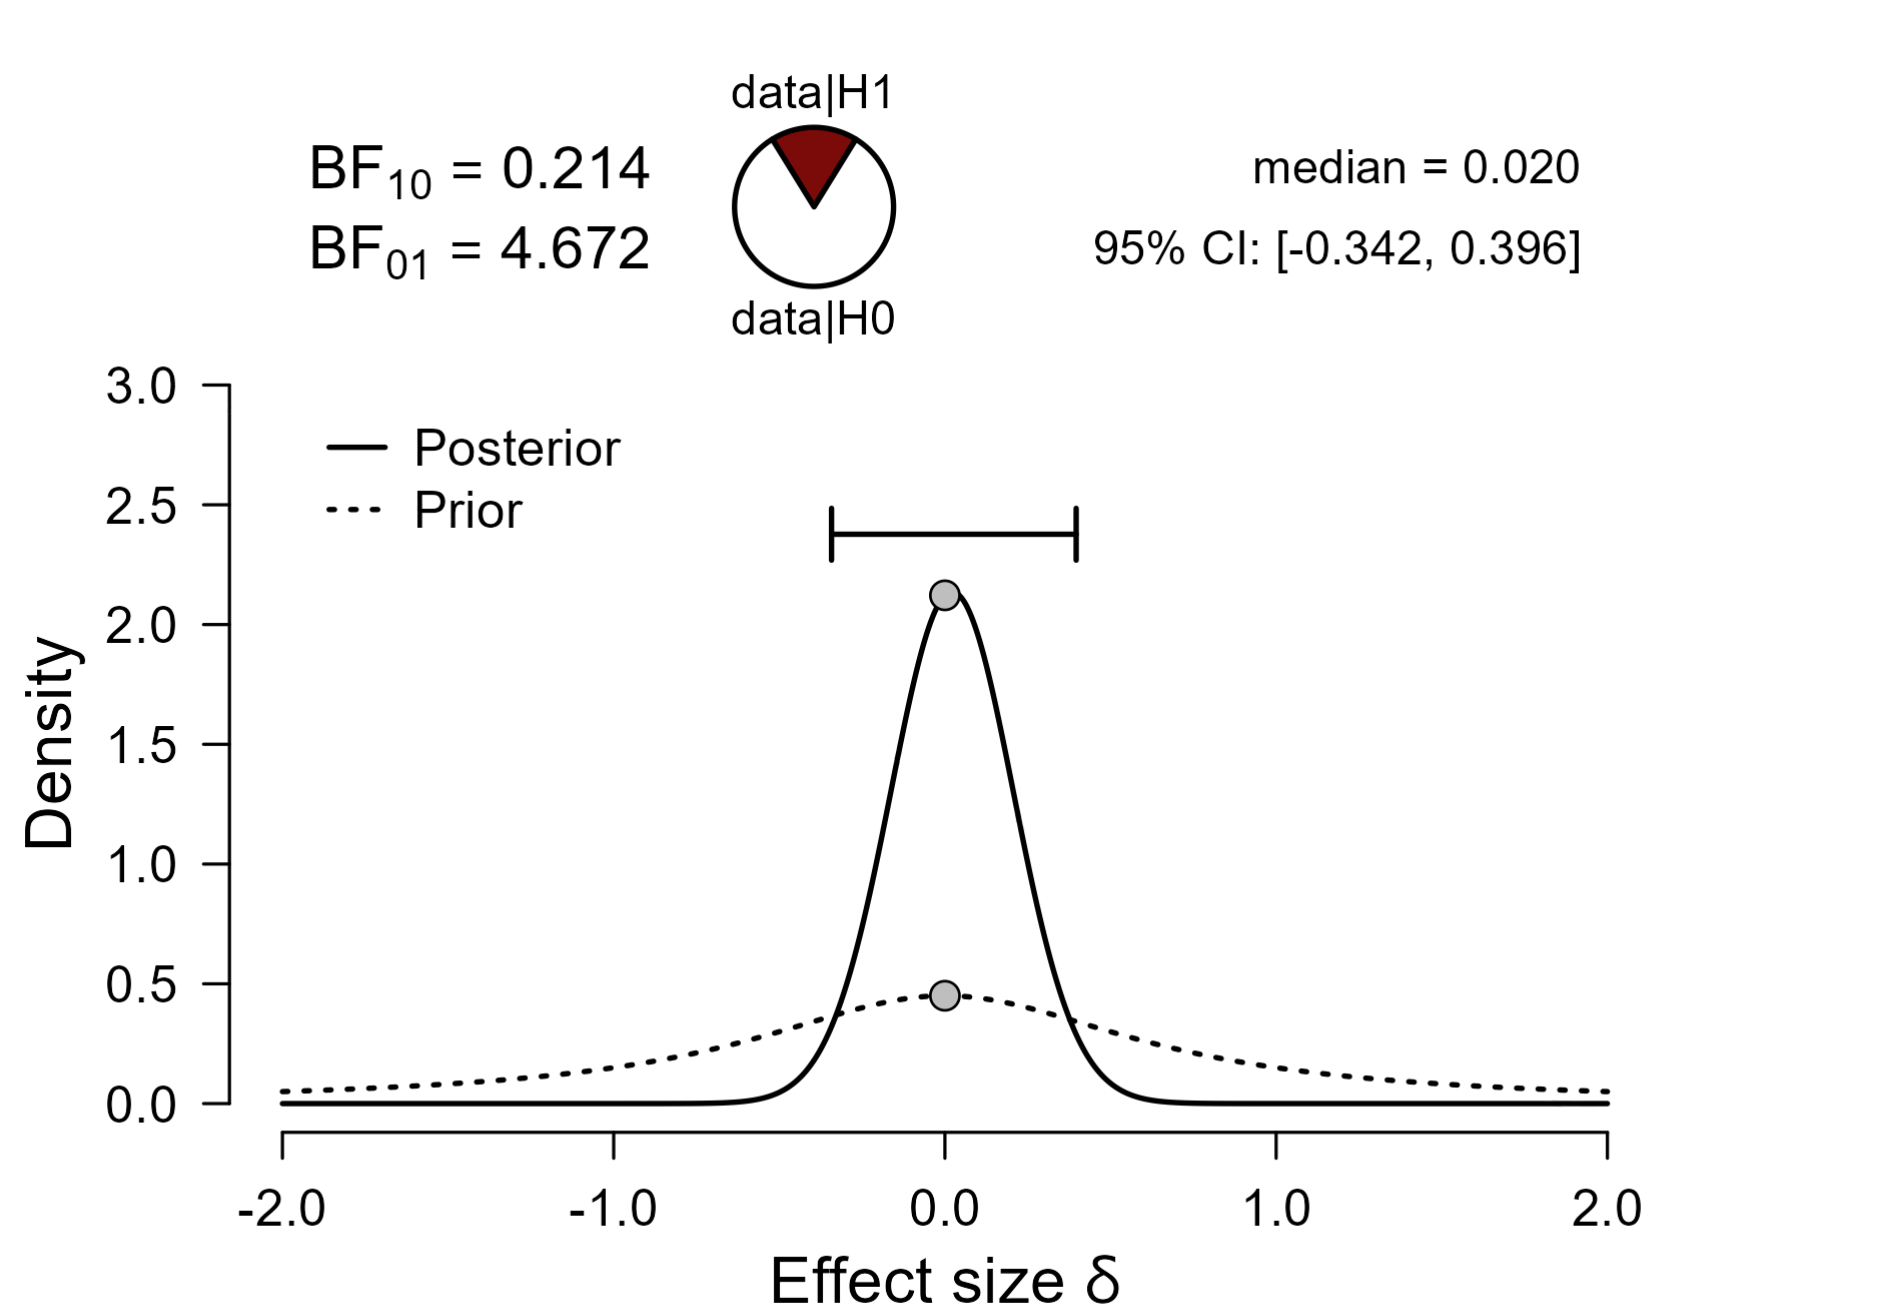 data|H1
BF10 = 0.214
BF01 = 4.672
data|H0
median = 0.020
95% CI: [-0.342, 0.396]
Posterior
Prior
Density
3.0
2.5
2.0
1.5
1.0
0.5
0.0
-2.0 -1.0 0.0 1.0 2.0
Effect size δ